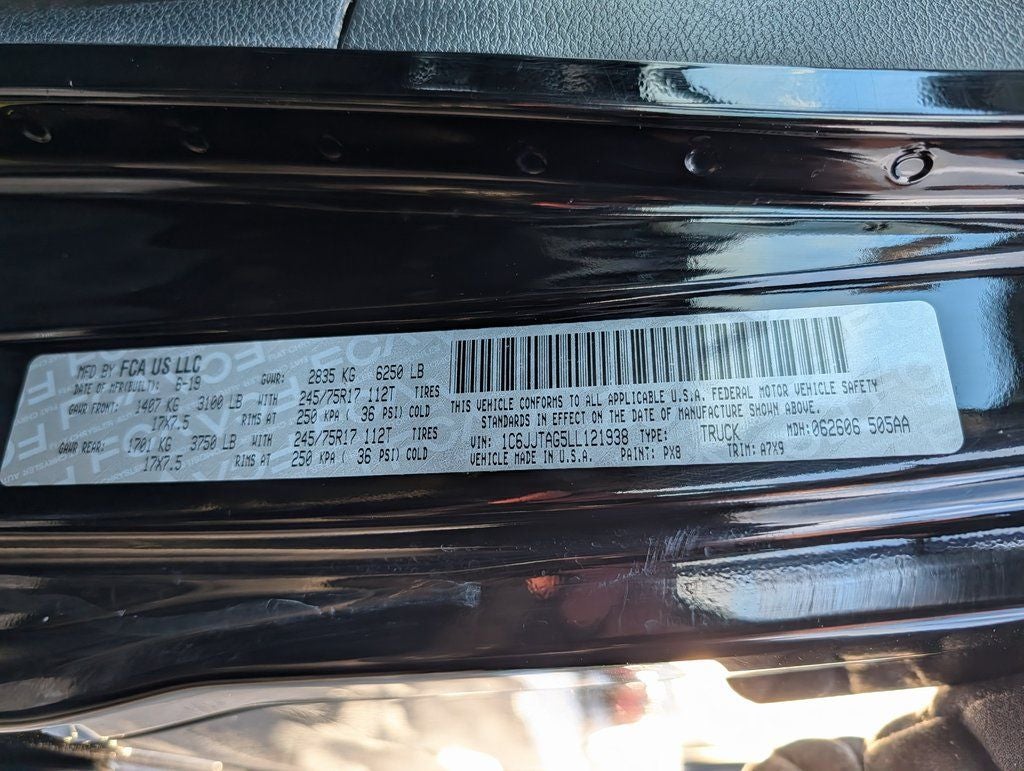 MFD BY FCA US LLC
DATE OF MFR(BUILT): 6-19 GVWR: 2835 KG 6250 LB
GAWR FRONT: 1407 KG 3100 LB WITH 245/75R17 112T TIRES
17X7.5 RIMS AT 250 KPA ( 36 PSI) COLD
GAWR REAR: 1701 KG 3750 LB WITH 245/75R17 112T TIRES
17X7.5 RIMS AT 250 KPA ( 36 PSI) COLD
THIS VEHICLE CONFORMS TO ALL APPLICABLE U.S.A. FEDERAL MOTOR VEHICLE SAFETY
STANDARDS IN EFFECT ON THE DATE OF MANUFACTURE SHOWN ABOVE.
VIN: 1C6JJTAG5LL121938 TYPE: TRUCK MDH: 062606 505AA
VEHICLE MADE IN U.S.A. PAINT: PX8 TRIM: A7X9